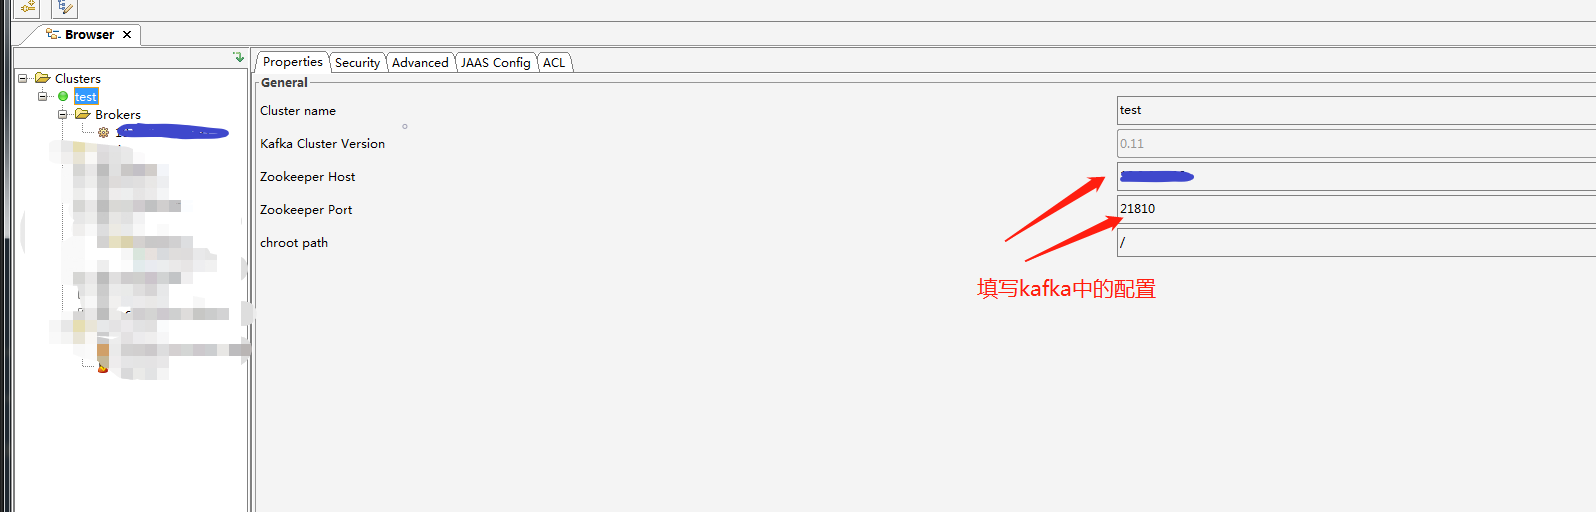 Browser
Clusters
test
Brokers
Properties
Security
Advanced
JAAS Config
ACL
General
Cluster name
test
Kafka Cluster Version
0.11
Zookeeper Host
Zookeeper Port
21810
chroot path
/
填写kafka中的配置